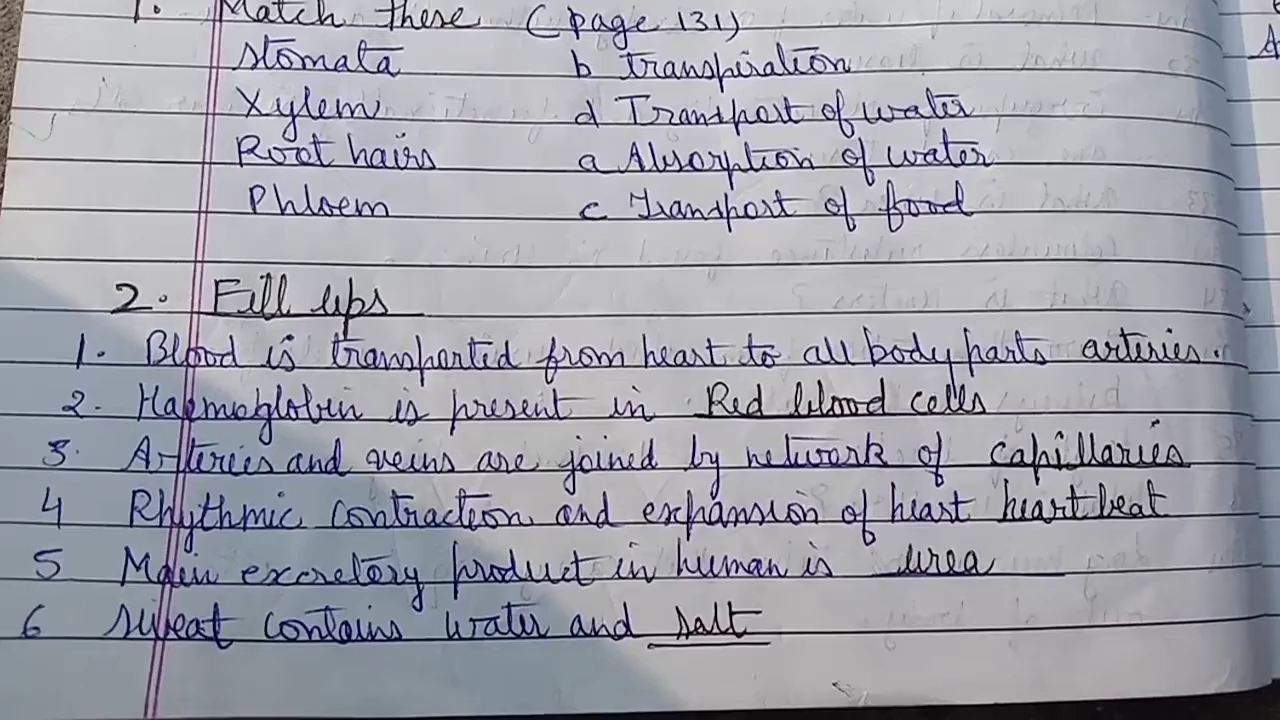 1. Match these (page 131)
Stomata b transpiration
Xylem d Transport of water
Root hairs a Absorption of water
Phloem c Transport of food
2. Fill ups
1. Blood is transported from heart to all body parts arteries.
2. Haemoglobin is present in Red blood cells
3. Arteries and veins are joined by network of capillaries
4 Rhythmic contraction and expansion of heart heartbeat
5 Main excretory product in human is urea
6 Sweat contains water and salt